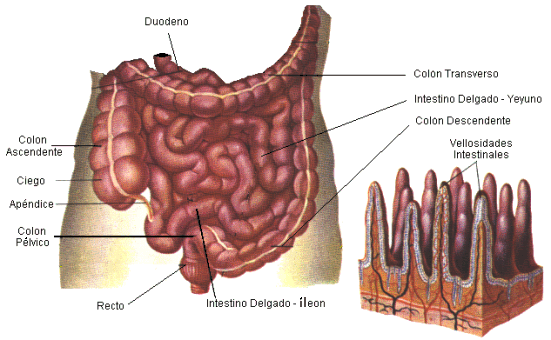 Duodeno
Colon Transverso
Intestino Delgado - Yeyuno
Colon Descendente
Vellosidades
Intestinales
Colon
Ascendente
Ciego
Apéndice
Colon
Pélvico
Recto
Intestino Delgado - íleon